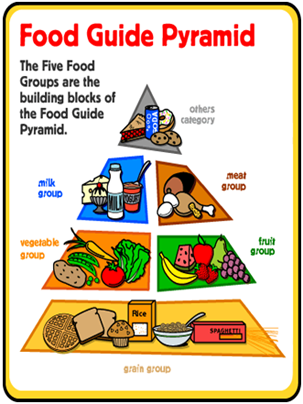 Food Guide Pyramid
The Five Food
Groups are the
building blocks of
the Food Guide
Pyramid.
others
category
milk
group
meat
group
vegetable
group
fruit
group
Rice
SPAGHETTI
grain group